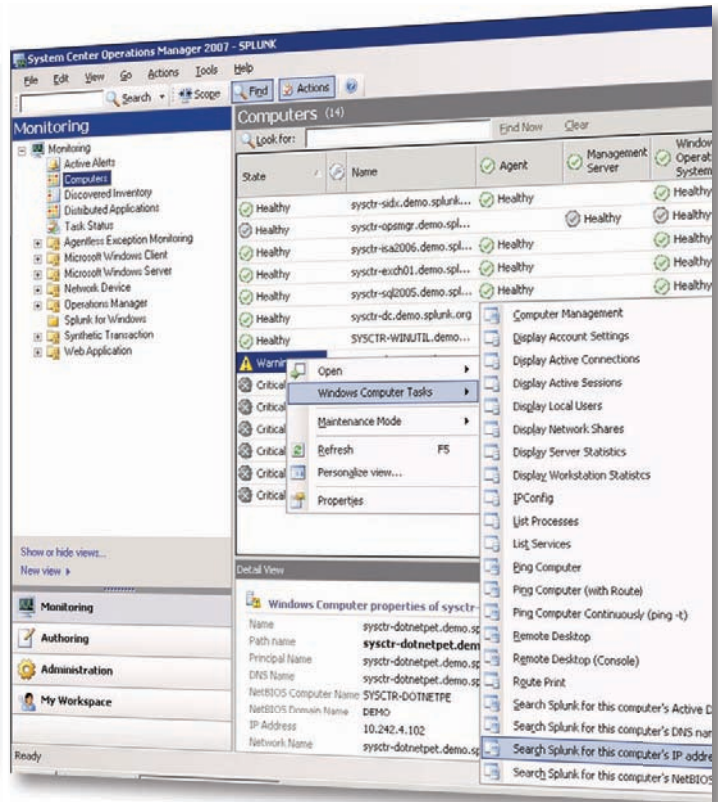 System Center Operations Manager 2007 - SPLUNK
File Edit View Go Actions Tools Help
Search Scope Find Actions
Monitoring
Monitoring
Active Alerts
Computers
Discovered Inventory
Distributed Applications
Task Status
Agentless Exception Monitoring
Microsoft Windows Client
Microsoft Windows Server
Network Device
Operations Manager
Splunk for Windows
Synthetic Transaction
Web Application
Show or hide views...
New view
Monitoring
Authoring
Administration
My Workspace
Ready
Computers (14)
Look for: Find Now Clear
State Name Agent Management Server Window Operat System
Healthy sysctr-sidx.demo.splunk... Healthy Healthy
Healthy sysctr-opsmgr.demo.spl... Healthy Healthy
Healthy sysctr-isa2006.demo.spl... Healthy Healthy
Healthy sysctr-exch01.demo.spl... Healthy Healthy
Healthy sysctr-sql2005.demo.spl... Healthy Healthy
Healthy sysctr-dc.demo.splunk.org
Healthy SYSCTR-WINUTIL.demo...
Warnin
Critical
Critical
Critical
Critical
Critical
Critical
Open
Windows Computer Tasks
Maintenance Mode
Refresh F5
Personalize view...
Properties
Computer Management
Display Account Settings
Display Active Connections
Display Active Sessions
Display Local Users
Display Network Shares
Display Server Statistics
Display Workstation Statistcs
IPConfig
List Processes
List Services
Ping Computer
Ping Computer (with Route)
Ping Computer Continuously (ping -t)
Remote Desktop
Remote Desktop (Console)
Route Print
Search Splunk for this computer's Active D
Search Splunk for this computer's DNS nam
Search Splunk for this computer's IP addre
Search Splunk for this computer's NetBIOS
Detail View
Windows Computer properties of sysctr-
Name sysctr-dotnetpet.demo.sp
Path name sysctr-dotnetpet.dem
Principal Name sysctr-dotnetpet.demo.sp
DNS Name sysctr-dotnetpet.demo.sp
NetBIOS Computer Name SYSCTR-DOTNETPE
NetBIOS Domain Name DEMO
IP Address 10.242.4.102
Network Name sysctr-dotnetpet.demo.sp